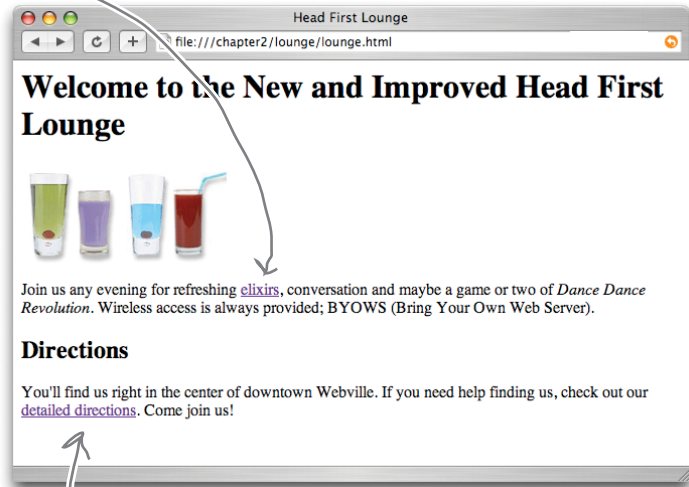 Head First Lounge
file:///chapter2/lounge/lounge.html
Welcome to the New and Improved Head First
Lounge
Join us any evening for refreshing elixirs, conversation and maybe a game or two of Dance Dance
Revolution. Wireless access is always provided; BYOWS (Bring Your Own Web Server).
Directions
You'll find us right in the center of downtown Webville. If you need help finding us, check out our
detailed directions. Come join us!